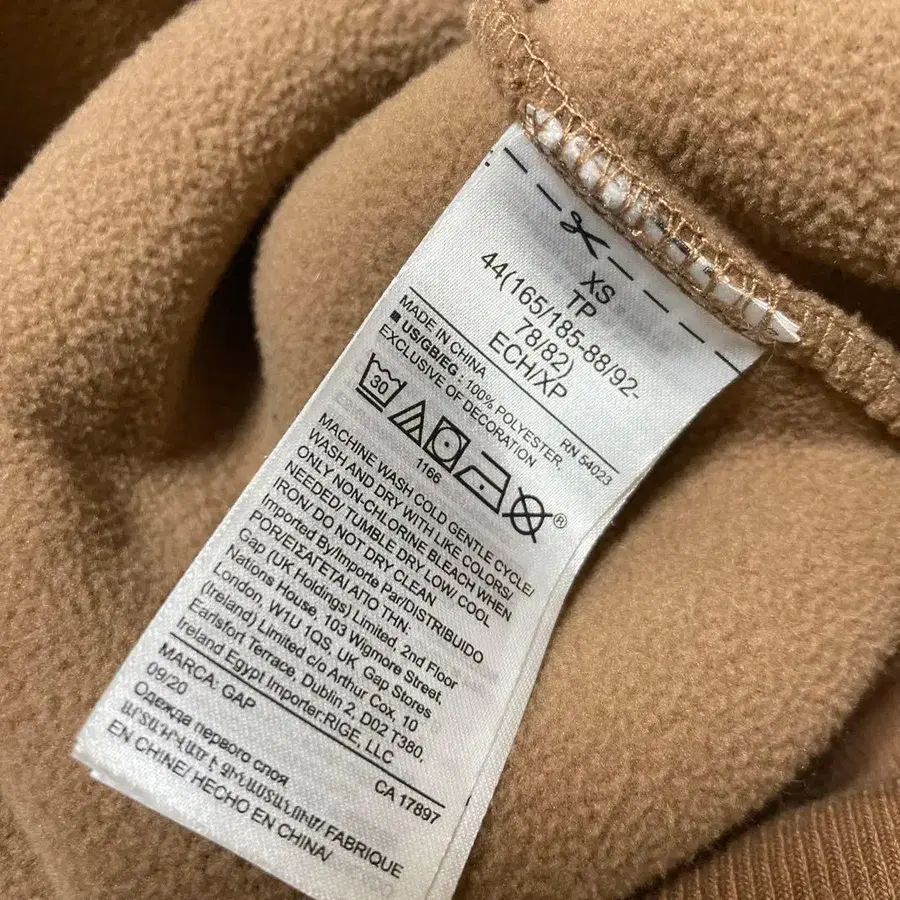 XS
TP
44(165/185-88/92-
78/82)
ECH/XP
MADE IN CHINA
RN 54023
■ US/GB/EG : 100% POLYESTER,
EXCLUSIVE OF DECORATION
30
1166
®
MACHINE WASH COLD GENTLE CYCLE/
WASH AND DRY WITH LIKE COLORS/
ONLY NON-CHLORINE BLEACH WHEN
NEEDED/ TUMBLE DRY LOW/ COOL
IRON/ DO NOT DRY CLEAN
Imported By/Importe Par/DISTRIBUIDO
POR/ΕΙΣΑΓΕΤΑΙ ΑΠΟ ΤΗΝ:
Gap (UK Holdings) Limited, 2nd Floor
Nations House, 103 Wigmore Street,
London, W1U 1QS, UK Gap Stores
(Ireland) Limited c/o Arthur Cox, 10
Earlsfort Terrace, Dublin 2, D02 T380,
Ireland Egypt Importer:RIGE, LLC
MARCA: GAP
09/20
CA 17897
Одежда первого слоя
ԱՐՏԱԴՐՎԱԾ Է ՉԻՆԱՍՏԱՆՈՒՄ/ FABRIQUE
EN CHINE/ HECHO EN CHINA/